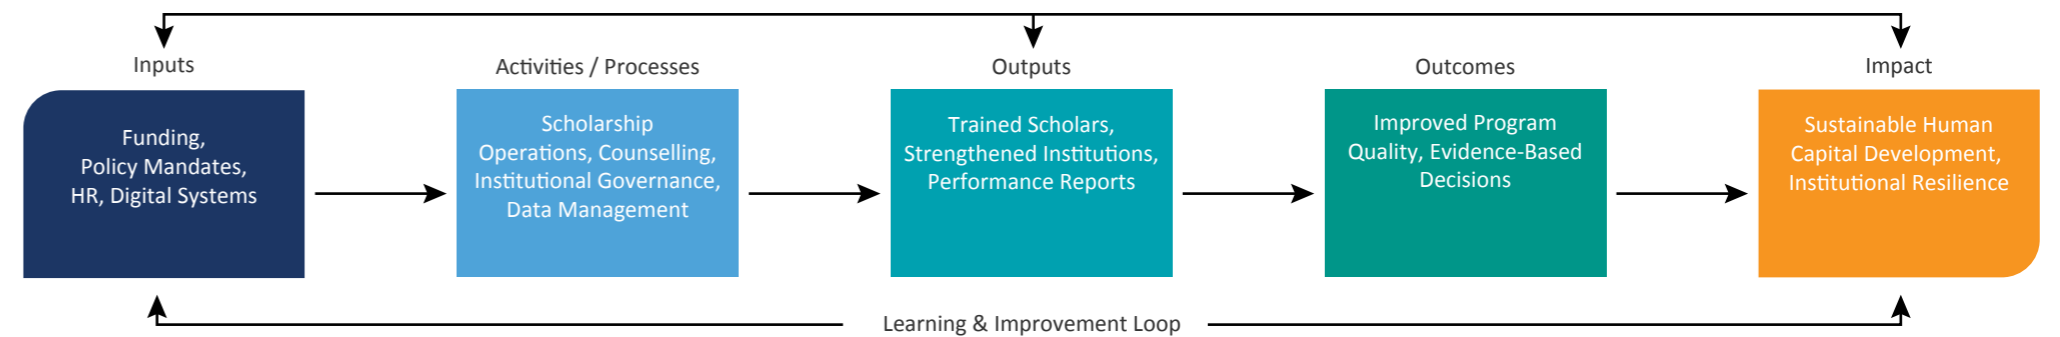 Inputs
Funding,
Policy Mandates,
HR, Digital Systems
Activities / Processes
Scholarship
Operations, Counselling,
Institutional Governance,
Data Management
Outputs
Trained Scholars,
Strengthened Institutions,
Performance Reports
Outcomes
Improved Program
Quality, Evidence-Based
Decisions
Impact
Sustainable Human
Capital Development,
Institutional Resilience
Learning & Improvement Loop